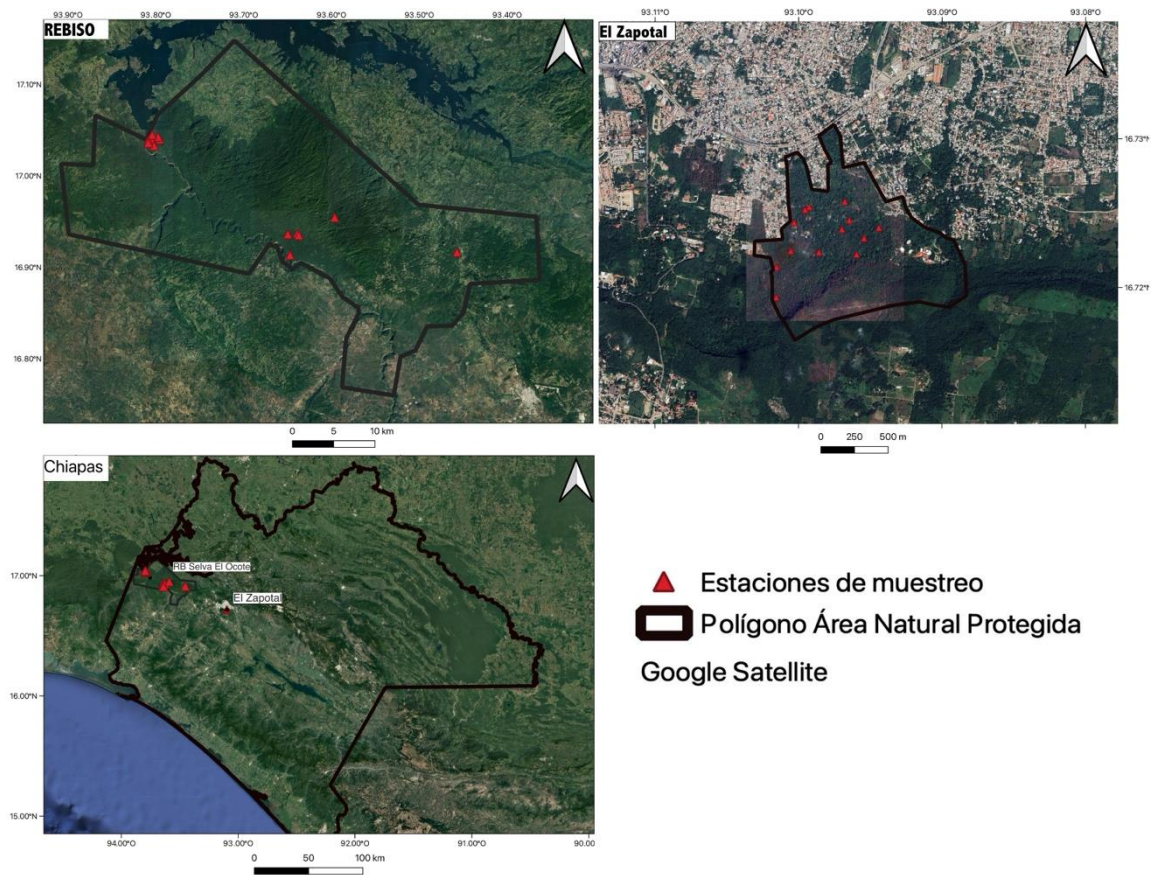 93.90°O 93.80°O 93.70°O 93.60°O 93.50°O 93.40°O
REBISO
17.10°N
17.00°N
16.90°N
16.80°N
0 5 10 km
93.11°O 93.10°O 93.09°O 93.08°O
El Zapotal
16.73°N
16.72°N
0 250 500 m
Chiapas
RB Selva El Ocote
El Zapotal
17.00°N
16.00°N
15.00°N
94.00°O 93.00°O 92.00°O 91.00°O 90.00
0 50 100 km
Estaciones de muestreo
Polígono Área Natural Protegida
Google Satellite